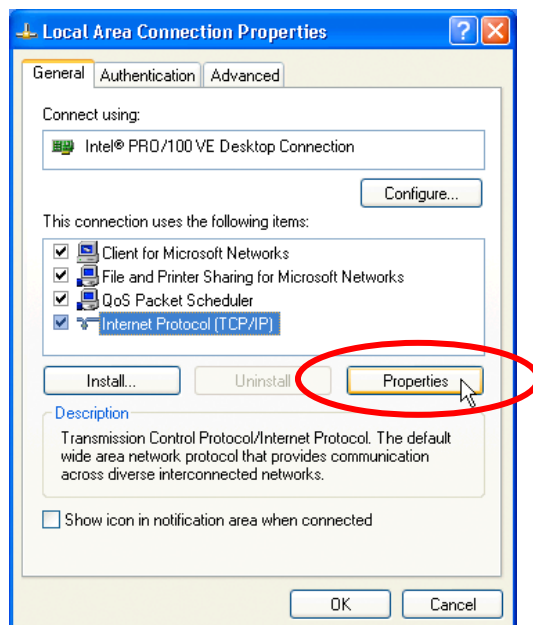 Local Area Connection Properties
General Authentication Advanced
Connect using:
Intel® PRO/100 VE Desktop Connection
Configure...
This connection uses the following items:
Client for Microsoft Networks
File and Printer Sharing for Microsoft Networks
QoS Packet Scheduler
Internet Protocol (TCP/IP)
Install... Uninstall Properties
Description
Transmission Control Protocol/Internet Protocol. The default
wide area network protocol that provides communication
across diverse interconnected networks.
Show icon in notification area when connected
OK Cancel